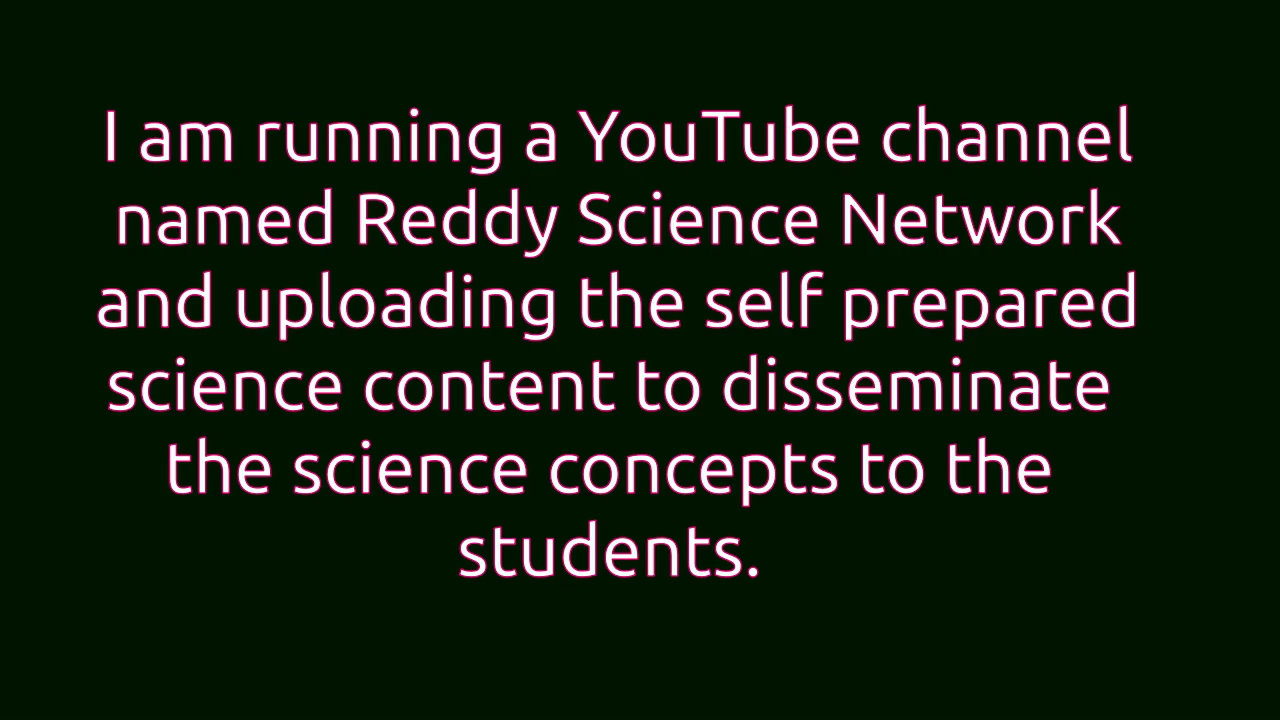 I am running a YouTube channel
named Reddy Science Network
and uploading the self prepared
science content to disseminate
the science concepts to the
students.